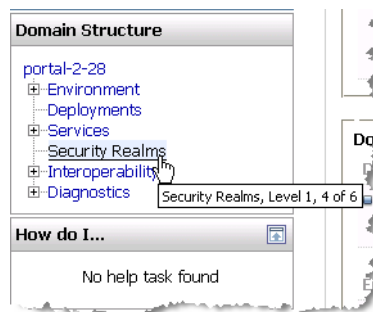 Domain Structure
portal-2-28
Environment
Deployments
Services
Security Realms
Interoperability
Diagnostics
Security Realms, Level 1, 4 of 6
How do I...
No help task found